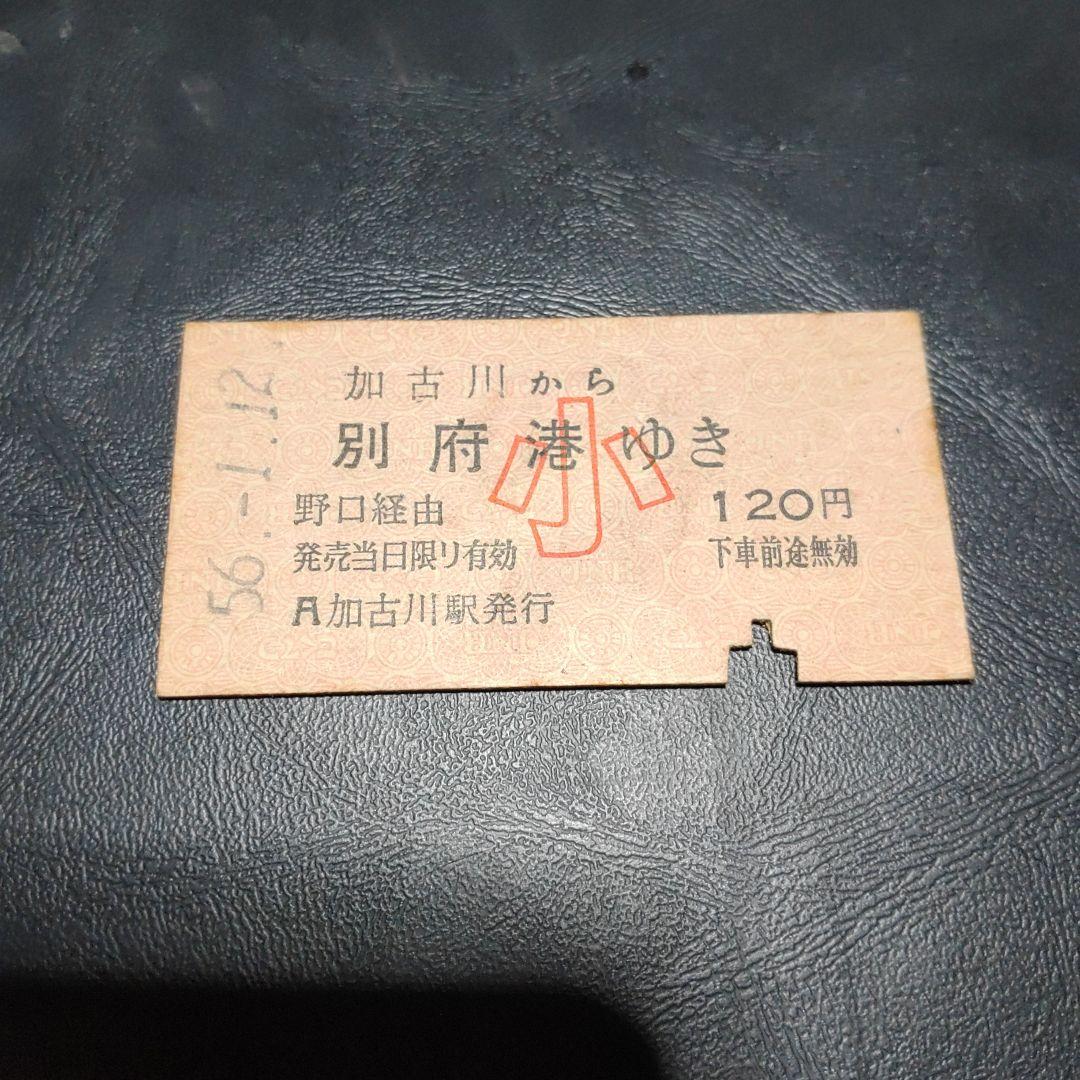 加古川から
別府港ゆき
小
野口経由 120円
発売当日限り有効 下車前途無効
A加古川駅発行
56.-1.12